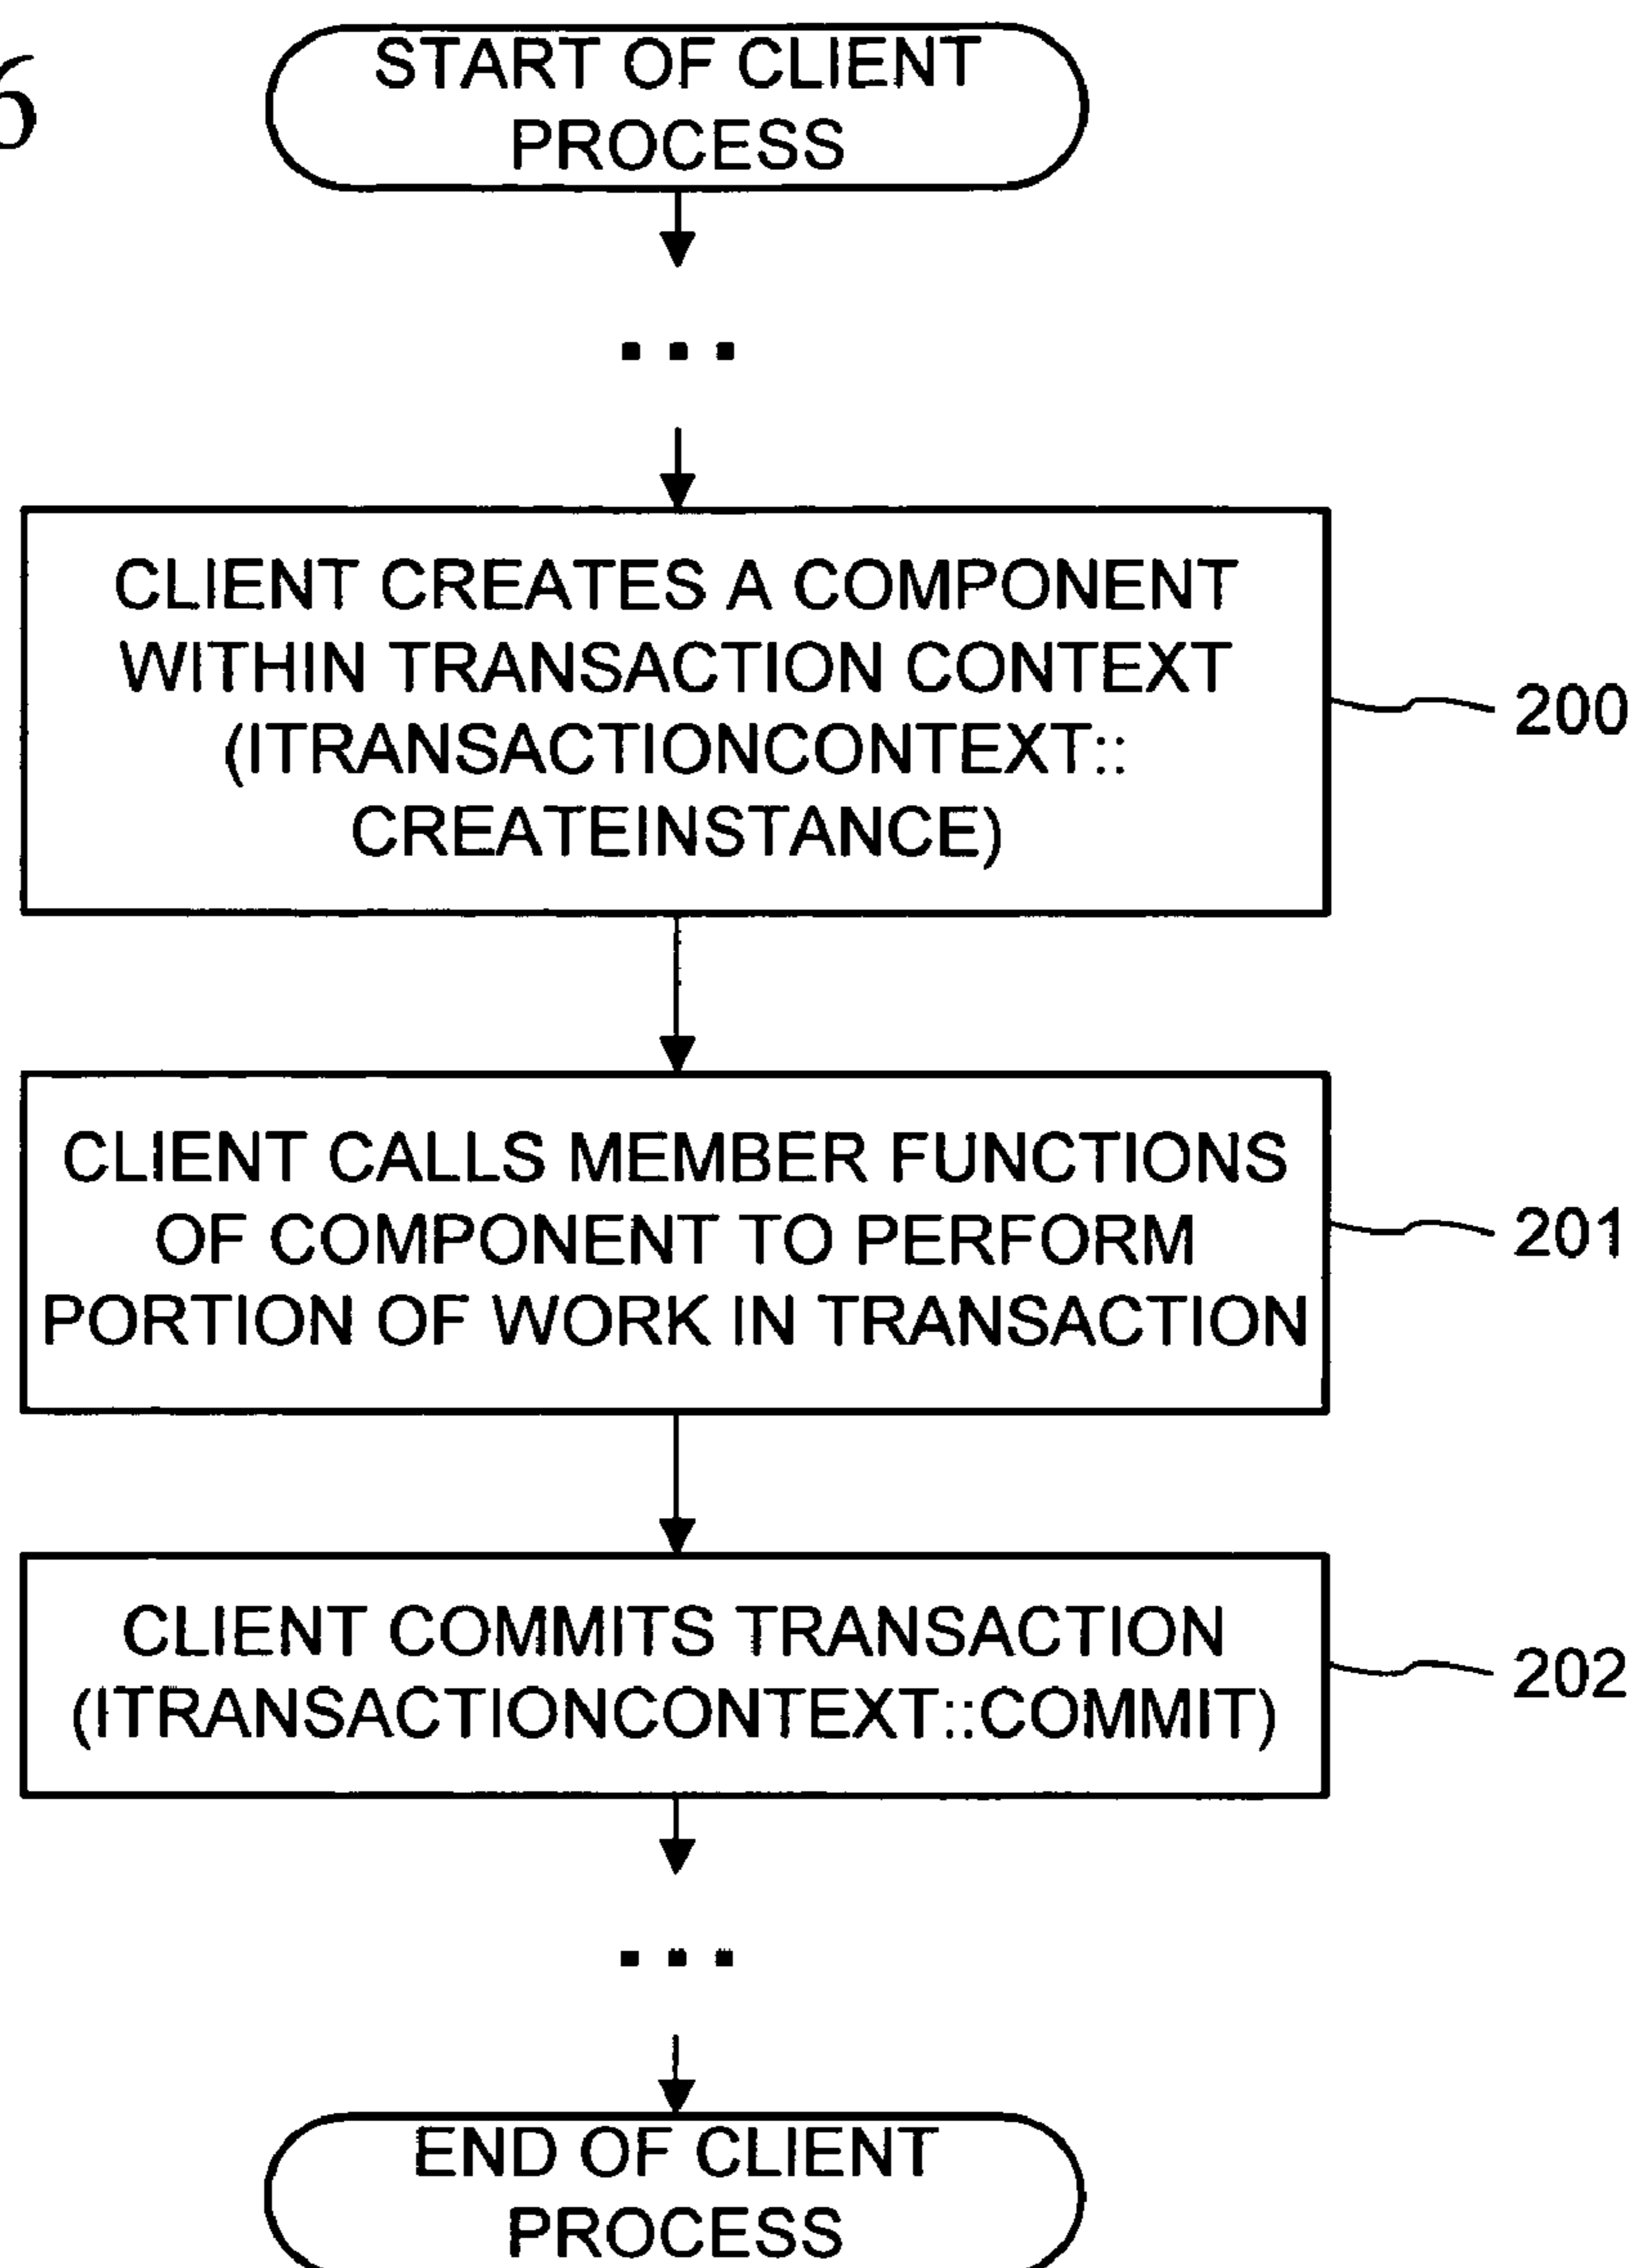 6
START OF CLIENT
PROCESS
...
CLIENT CREATES A COMPONENT
WITHIN TRANSACTION CONTEXT
(ITRANSACTIONCONTEXT::
CREATEINSTANCE)
200
CLIENT CALLS MEMBER FUNCTIONS
OF COMPONENT TO PERFORM
PORTION OF WORK IN TRANSACTION
201
CLIENT COMMITS TRANSACTION
(ITRANSACTIONCONTEXT::COMMIT)
202
...
END OF CLIENT
PROCESS